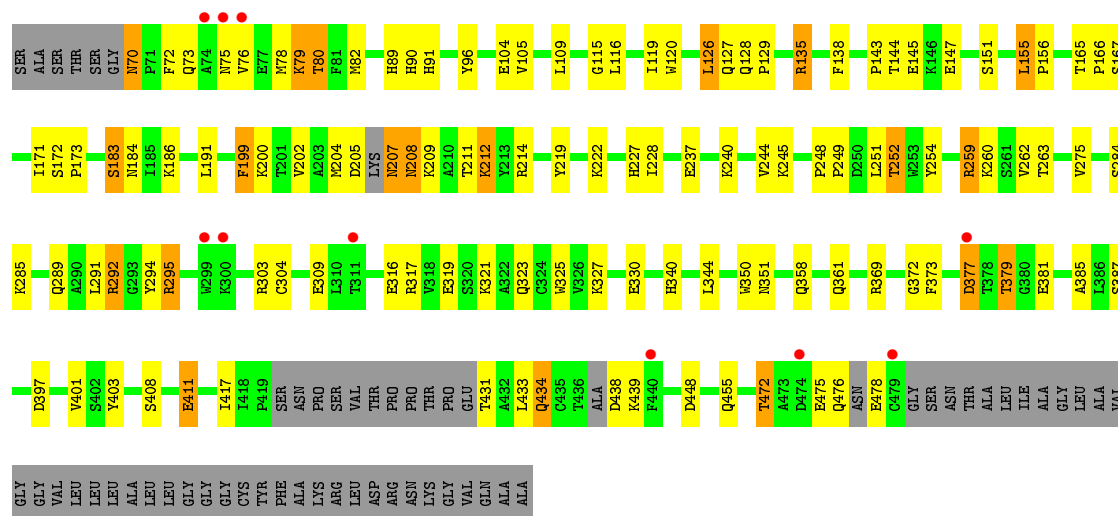 SER ALA SER THR SER GLY N70 P71 F72 Q73 A74 N75 V76 E77 M78 K79 T80 F81 M82 H89 H90 H91 Y96 E104 V105 L109 G115 L116 I119 W120 L126 Q127 Q128 P129 R135 F138 P143 T144 E145 K146 E147 S151 L155 P156 T165 P166 S167
I171 S172 P173 S183 N184 I185 K186 L191 F199 K200 T201 V202 A203 M204 D205 LYS N207 N208 K209 A210 T211 K212 Y213 R214 Y219 K222 H227 I228 E237 K240 V244 K245 P248 P249 D250 L251 T252 W253 Y254 R259 K260 S261 V262 T263 V275 S284
K285 Q289 A290 L291 R292 G293 Y294 R295 W299 K300 R303 C304 E309 L310 T311 E316 R317 V318 E319 S320 K321 A322 Q323 C324 W325 V326 K327 E330 H340 L344 W350 N351 Q358 Q361 R369 G372 F373 D377 T378 T379 G380 E381 A385 L386 S387
D397 V401 S402 Y403 S408 E411 I417 I418 P419 SER ASN PRO SER VAL THR PRO PRO THR PRO GLU T431 A432 L433 Q434 C435 T436 ALA D438 K439 F440 D448 Q455 T472 A473 D474 E475 Q476 ASN E478 C479 GLY SER ASN THR ALA LEU ILE ALA GLY LEU ALA VAL
GLY GLY VAL LEU LEU LEU ALA LEU LEU GLY GLY GLY CYS TYR PHE ALA LYS ARG LEU ASP ARG ASN LYS GLY VAL GLN ALA ALA